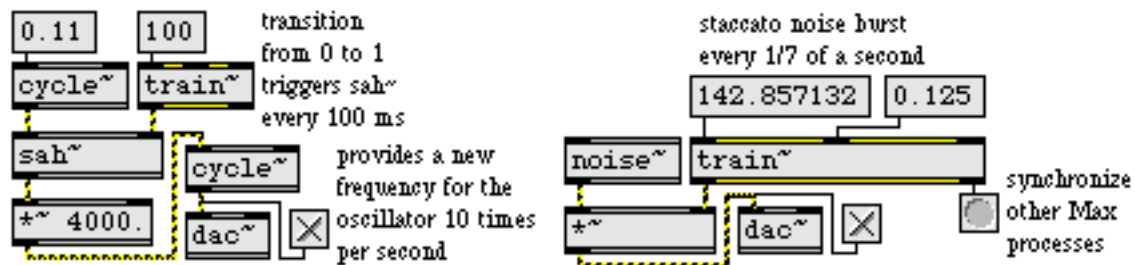 0.11
100
transition
from 0 to 1
triggers sah~
every 100 ms
cycle~
train~
sah~
cycle~
provides a new
frequency for the
oscillator 10 times
per second
*~ 4000.
dac~
staccato noise burst
every 1/7 of a second
142.857132
0.125
noise~
train~
*~
dac~
synchronize
other Max
processes